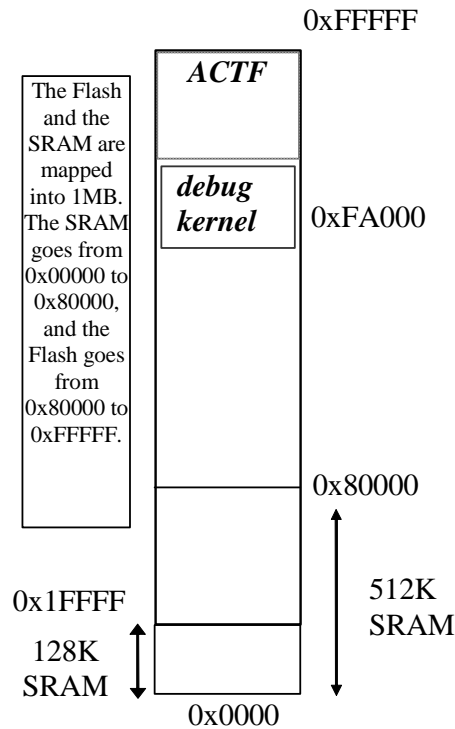 0xFFFFF
ACTF
The Flash
and the
SRAM are
mapped
into 1MB.
The SRAM
goes from
0x00000 to
0x80000,
and the
Flash goes
from
0x80000 to
0xFFFFF.
debug
kernel
0xFA000
0x80000
512K
SRAM
0x1FFFF
128K
SRAM
0x0000